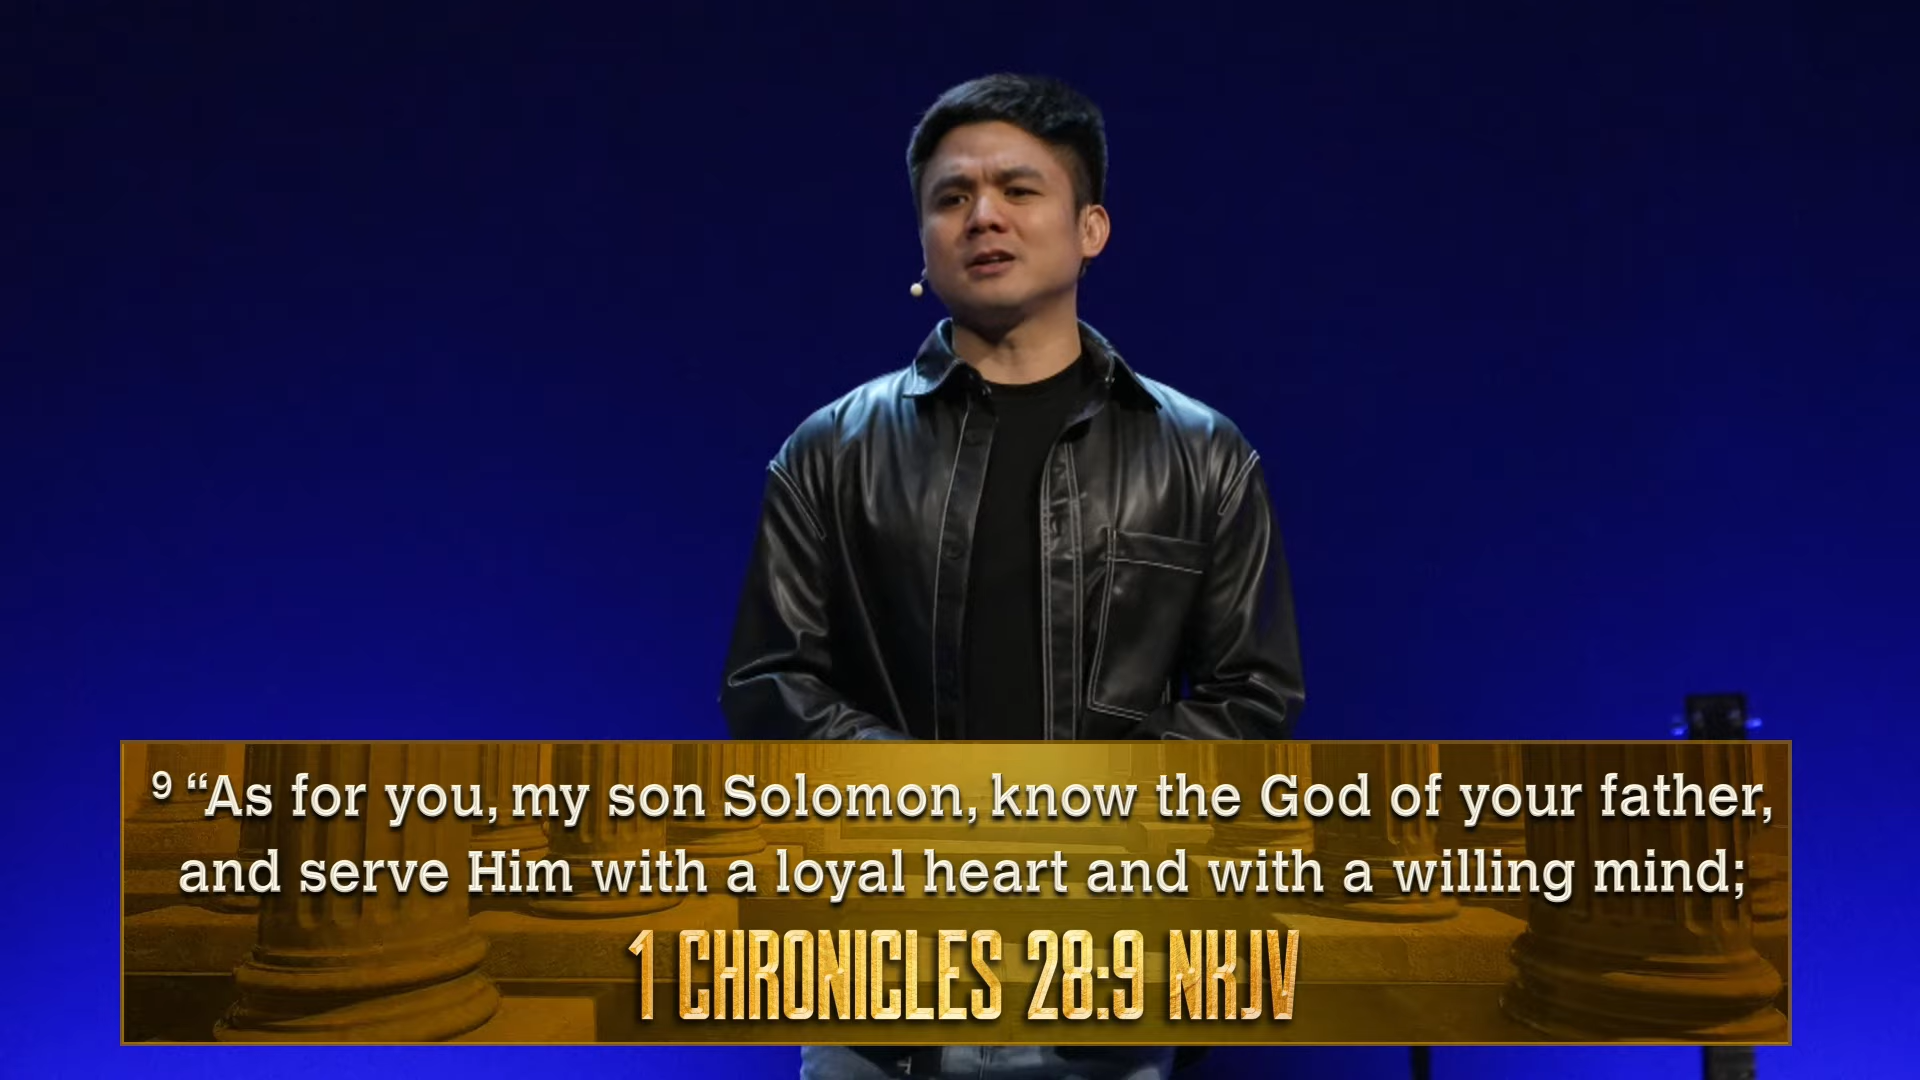 9 “As for you, my son Solomon, know the God of your father,
and serve Him with a loyal heart and with a willing mind;
1 CHRONICLES 28:9 NKJV